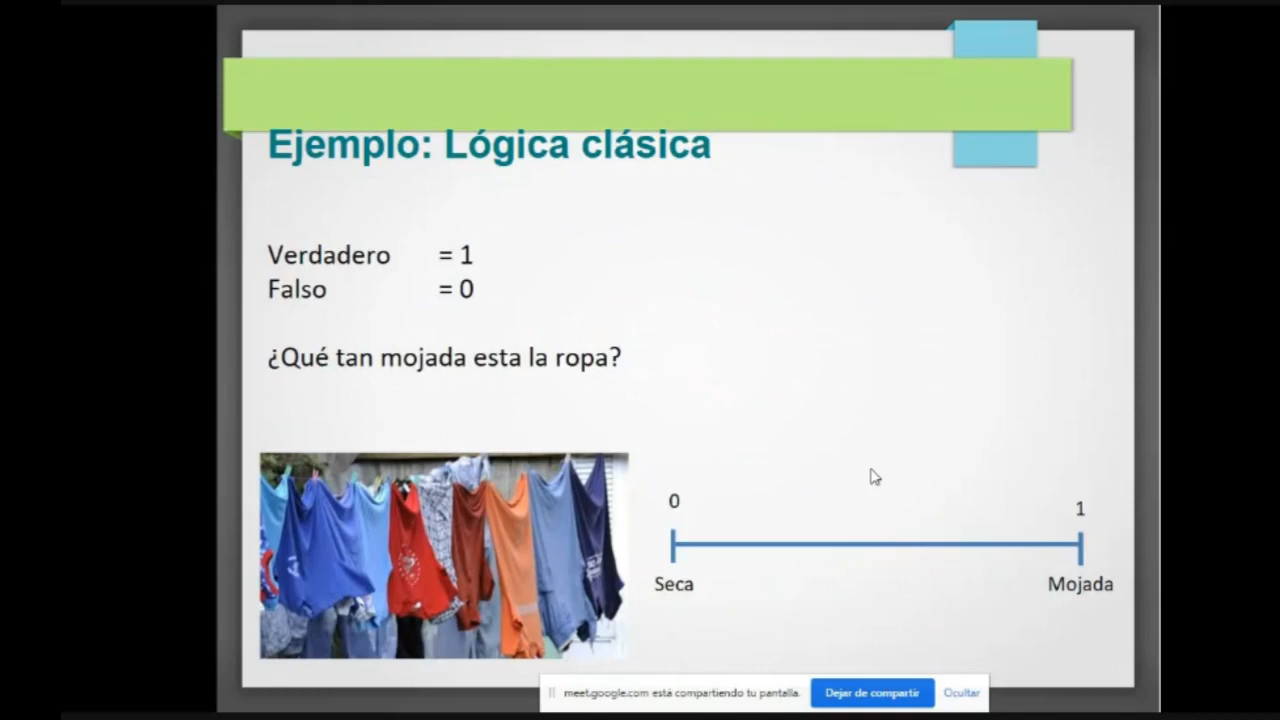 Ejemplo: Lógica clásica
Verdadero = 1
Falso = 0
¿Qué tan mojada esta la ropa?
0
1
Seca
Mojada
meet.google.com está compartiendo tu pantalla.
Dejar de compartir
Ocultar